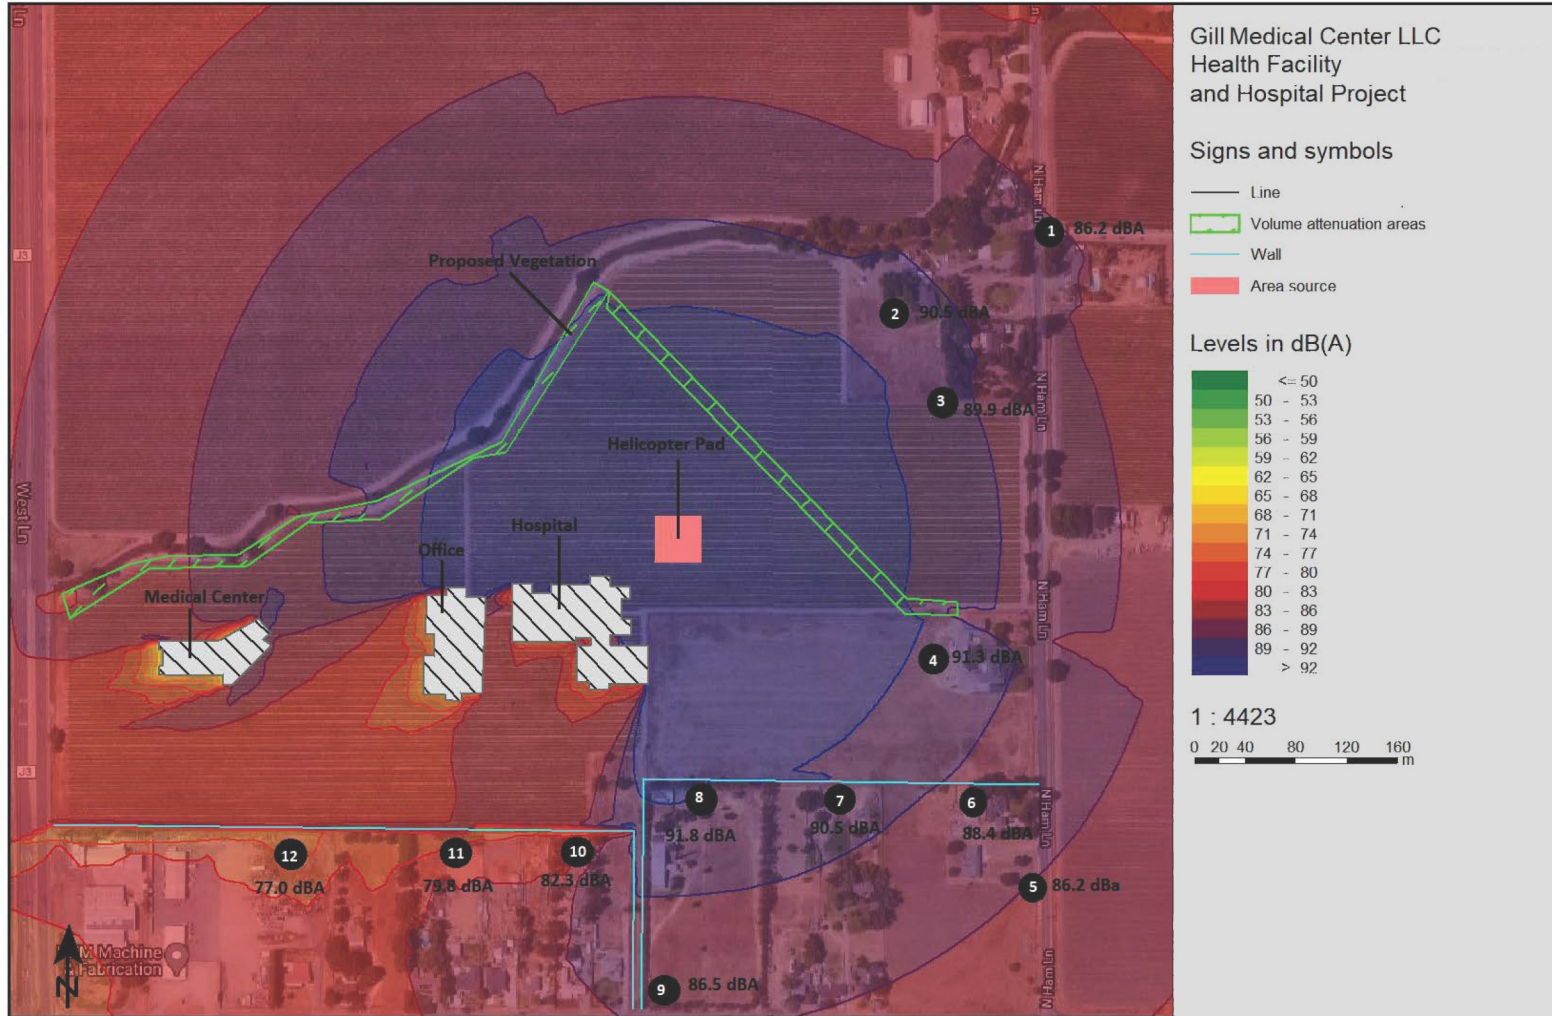 Ln
Gill Medical Center LLC
Health Facility
and Hospital Project
Signs and symbols
Line
Volume attenuation areas
Wall
Area source
Levels in dB(A)
<= 50
50 - 53
53 - 56
56 - 59
59 - 62
62 - 65
65 - 68
68 - 71
71 - 74
74 - 77
77 - 80
80 - 83
83 - 86
86 - 89
89 - 92
> 92
1 : 4423
0 20 40 80 120 160
m
N Ham Ln
1 86.2 dBA
J3
Proposed Vegetation
2 90.5 dBA
N Ham Ln
3 89.9 dBA
Helicopter Pad
West Ln
Hospital
Office
Medical Center
N Ham Ln
4 91.3 dBA
J3
8
91.8 dBA
7
90.5 dBA
6
88.4 dBA
N Ham Ln
12
77.0 dBA
11
79.8 dBA
10
82.3 dBA
5 86.2 dBa
M Machine
Fabrication
N
9 86.5 dBA
N Ham Ln